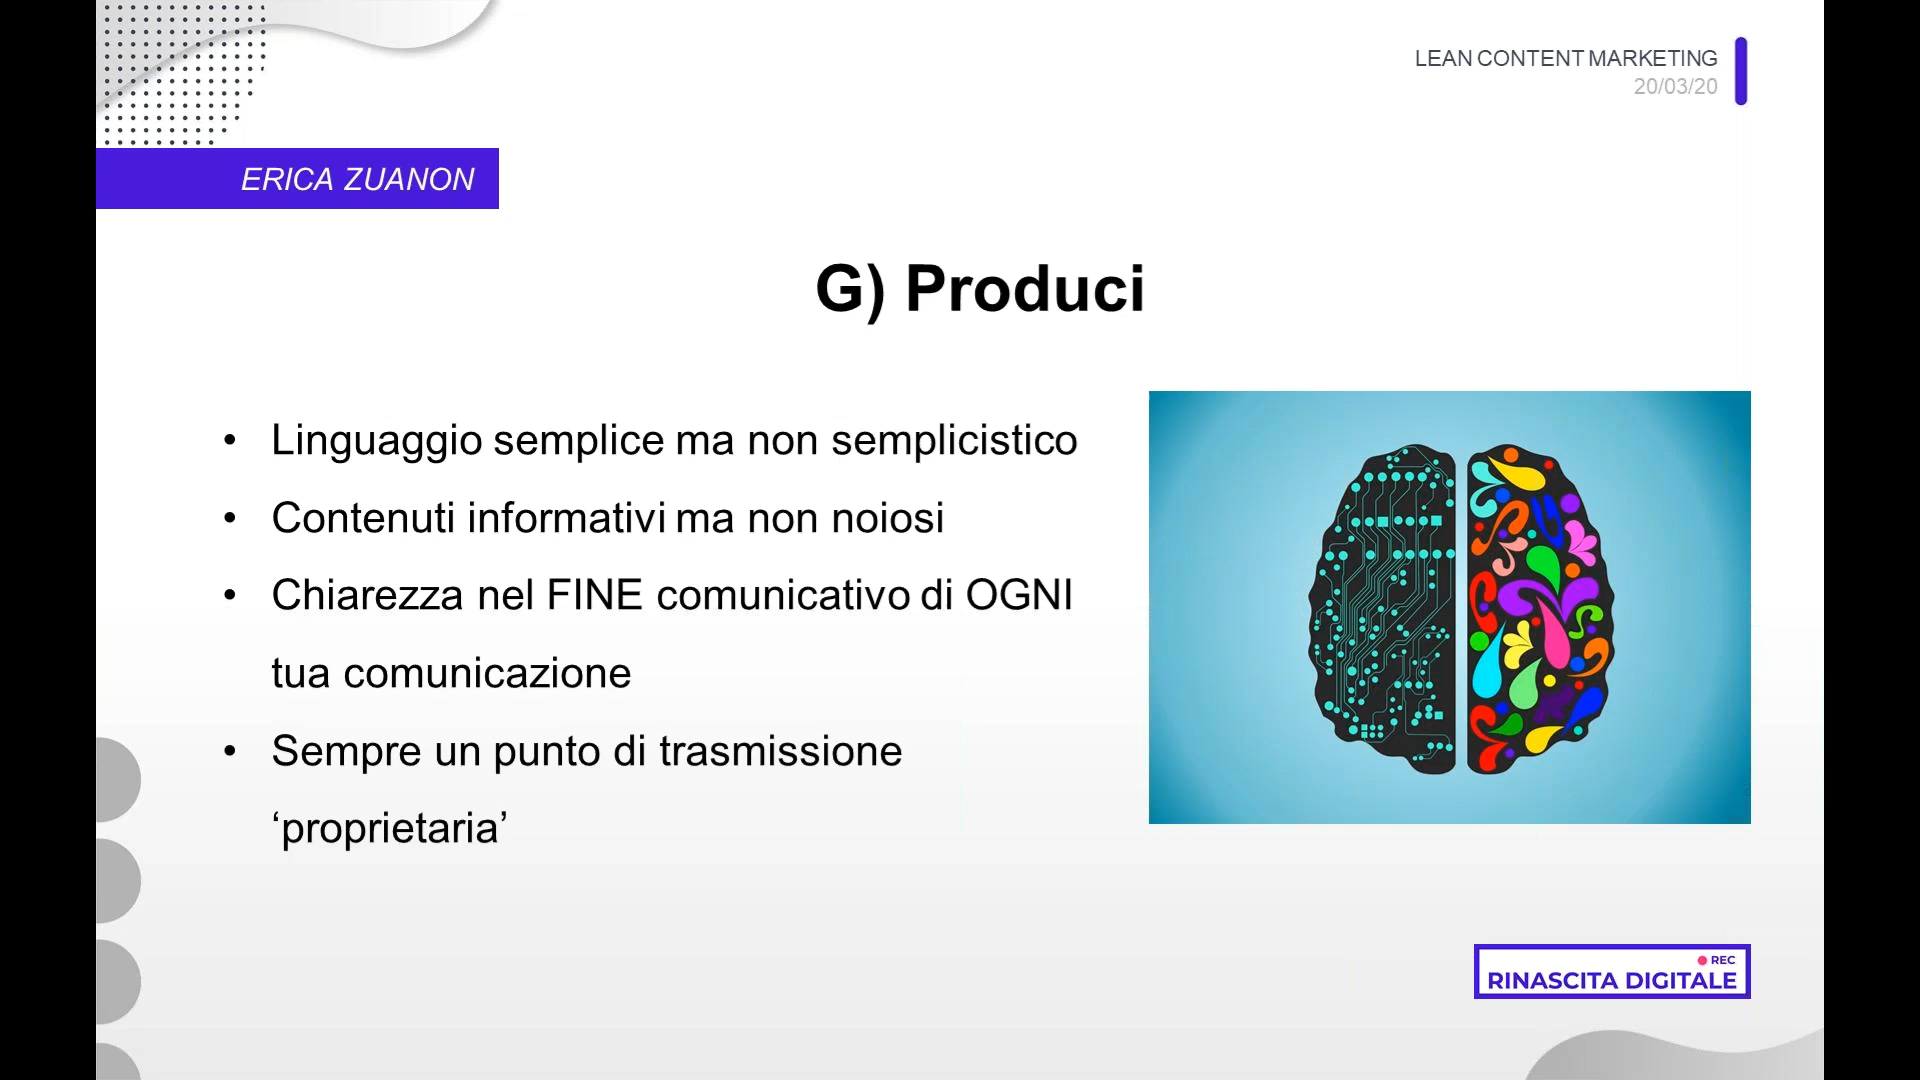 LEAN CONTENT MARKETING
20/03/20
ERICA ZUANON
G) Produci
• Linguaggio semplice ma non semplicistico
• Contenuti informativi ma non noiosi
• Chiarezza nel FINE comunicativo di OGNI
tua comunicazione
• Sempre un punto di trasmissione
‘proprietaria’
REC
RINASCITA DIGITALE